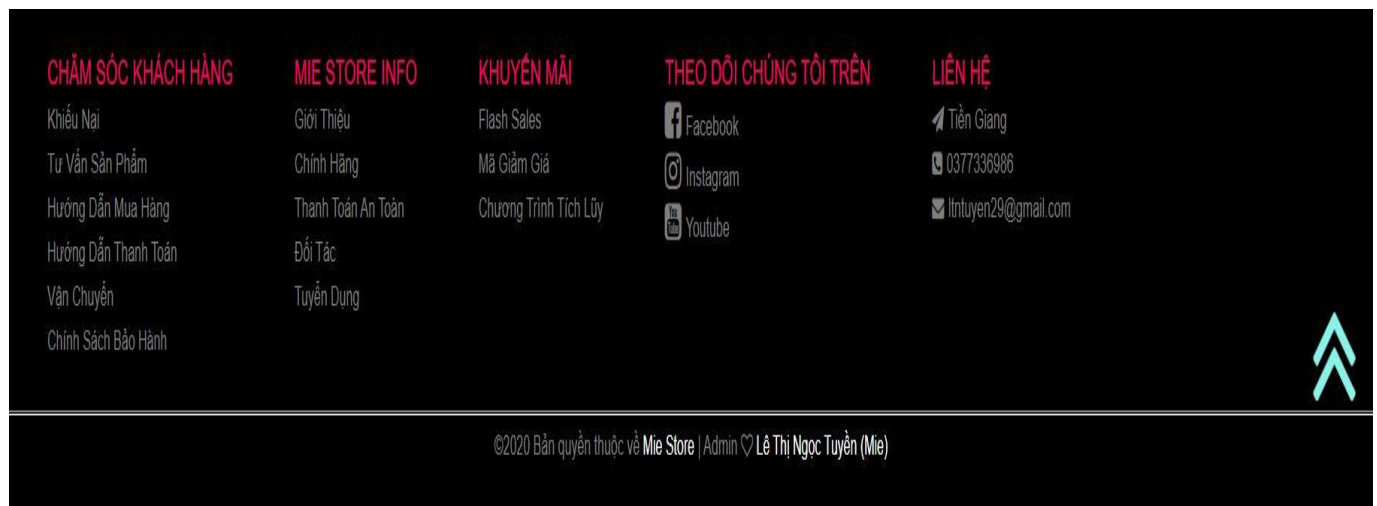 CHĂM SÓC KHÁCH HÀNG
Khiếu Nại
Tư Vấn Sản Phẩm
Hướng Dẫn Mua Hàng
Hướng Dẫn Thanh Toán
Vận Chuyển
Chính Sách Bảo Hành
MIE STORE INFO
Giới Thiệu
Chính Hãng
Thanh Toán An Toàn
Đối Tác
Tuyển Dụng
KHUYẾN MÃI
Flash Sales
Mã Giảm Giá
Chương Trình Tích Lũy
THEO DÕI CHÚNG TÔI TRÊN
Facebook
Instagram
You Tube Youtube
LIÊN HỆ
Tiền Giang
0377336986
ltntuyen29@gmail.com
©2020 Bản quyền thuộc về Mie Store | Admin ♡ Lê Thị Ngọc Tuyền (Mie)